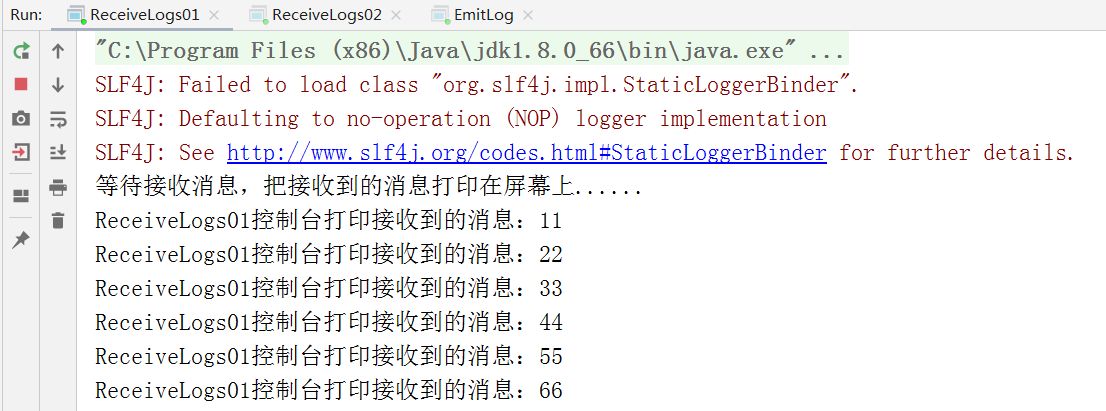 Run: ReceiveLogs01 × ReceiveLogs02 × EmitLog ×
"C:\Program Files (x86)\Java\jdk1.8.0_66\bin\java.exe" ...
SLF4J: Failed to load class "org.slf4j.impl.StaticLoggerBinder".
SLF4J: Defaulting to no-operation (NOP) logger implementation
SLF4J: See http://www.slf4j.org/codes.html#StaticLoggerBinder for further details.
等待接收消息，把接收到的消息打印在屏幕上......
ReceiveLogs01控制台打印接收到的消息：11
ReceiveLogs01控制台打印接收到的消息：22
ReceiveLogs01控制台打印接收到的消息：33
ReceiveLogs01控制台打印接收到的消息：44
ReceiveLogs01控制台打印接收到的消息：55
ReceiveLogs01控制台打印接收到的消息：66